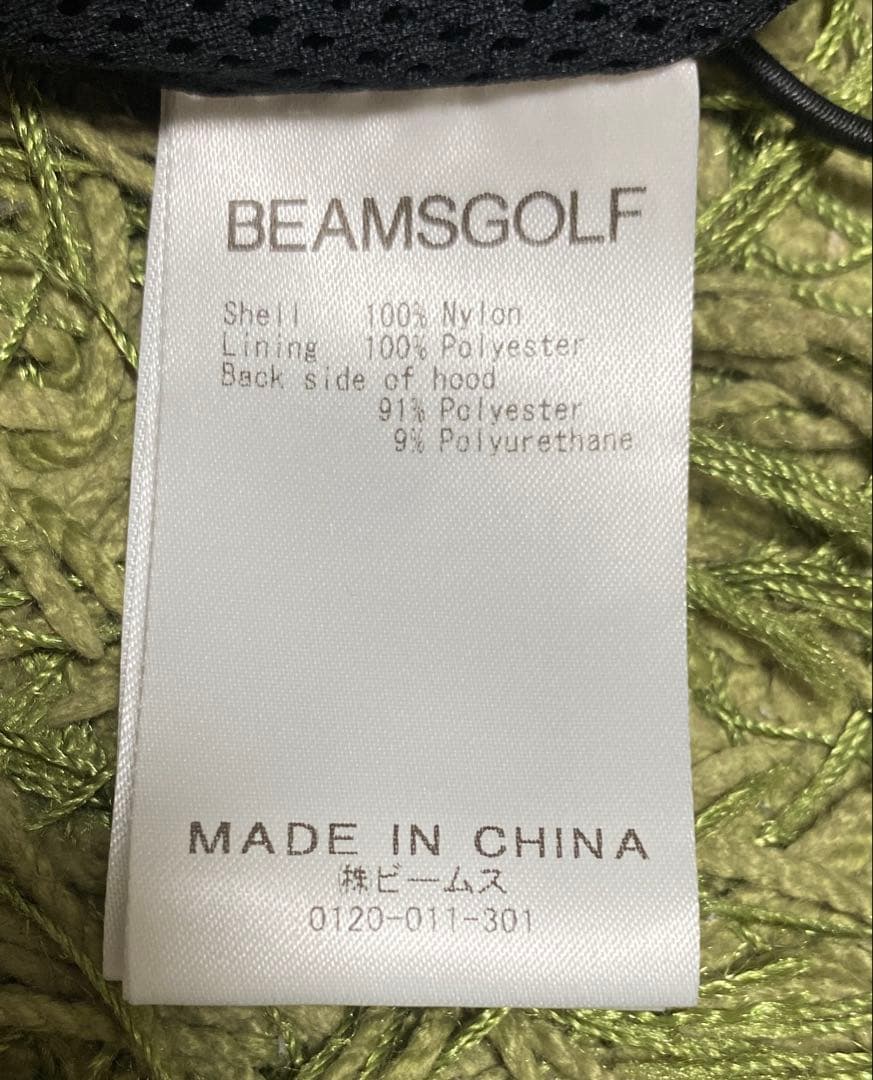 BEAMSGOLF
Shell 100% Nylon
Lining 100% Polyester
Back side of hood
91% Polyester
9% Polyurethane
MADE IN CHINA
㈱ビームス
0120-011-301